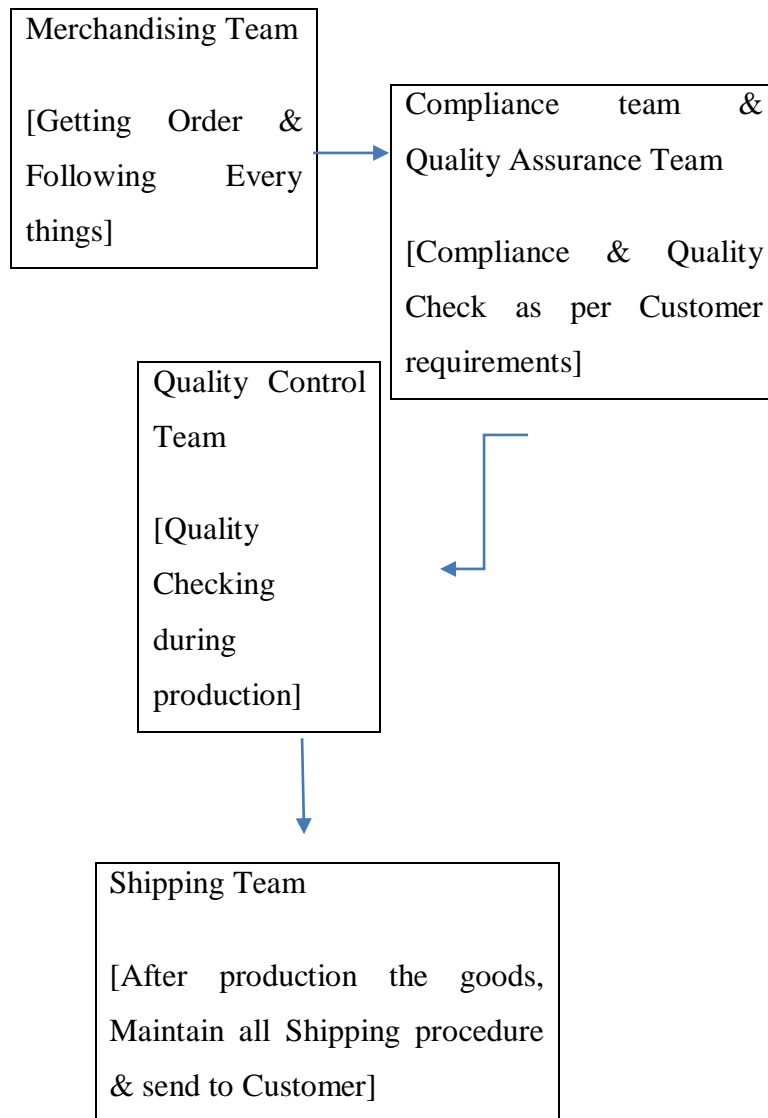 Merchandising Team
[Getting Order &
Following Every
things]
Compliance team &
Quality Assurance Team
[Compliance & Quality
Check as per Customer
requirements]
Quality Control
Team
[Quality
Checking
during
production]
Shipping Team
[After production the goods,
Maintain all Shipping procedure
& send to Customer]